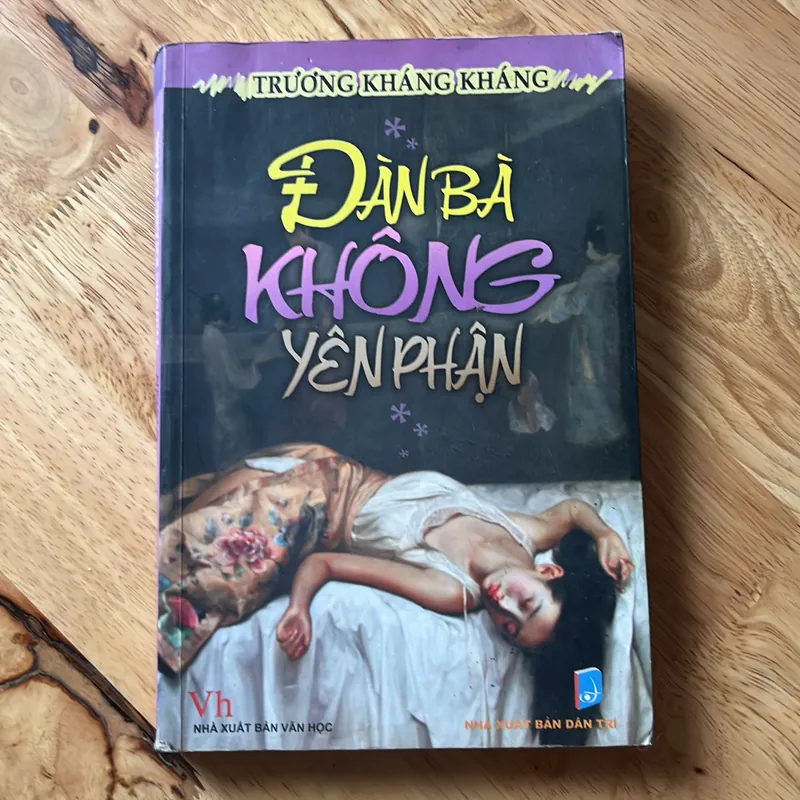 TRƯƠNG KHÁNG KHÁNG
ĐÀN BÀ
KHÔNG
YÊN PHẬN
Vh
NHÀ XUẤT BẢN VĂN HỌC
NHÀ XUẤT BẢN DÂN TRÍ